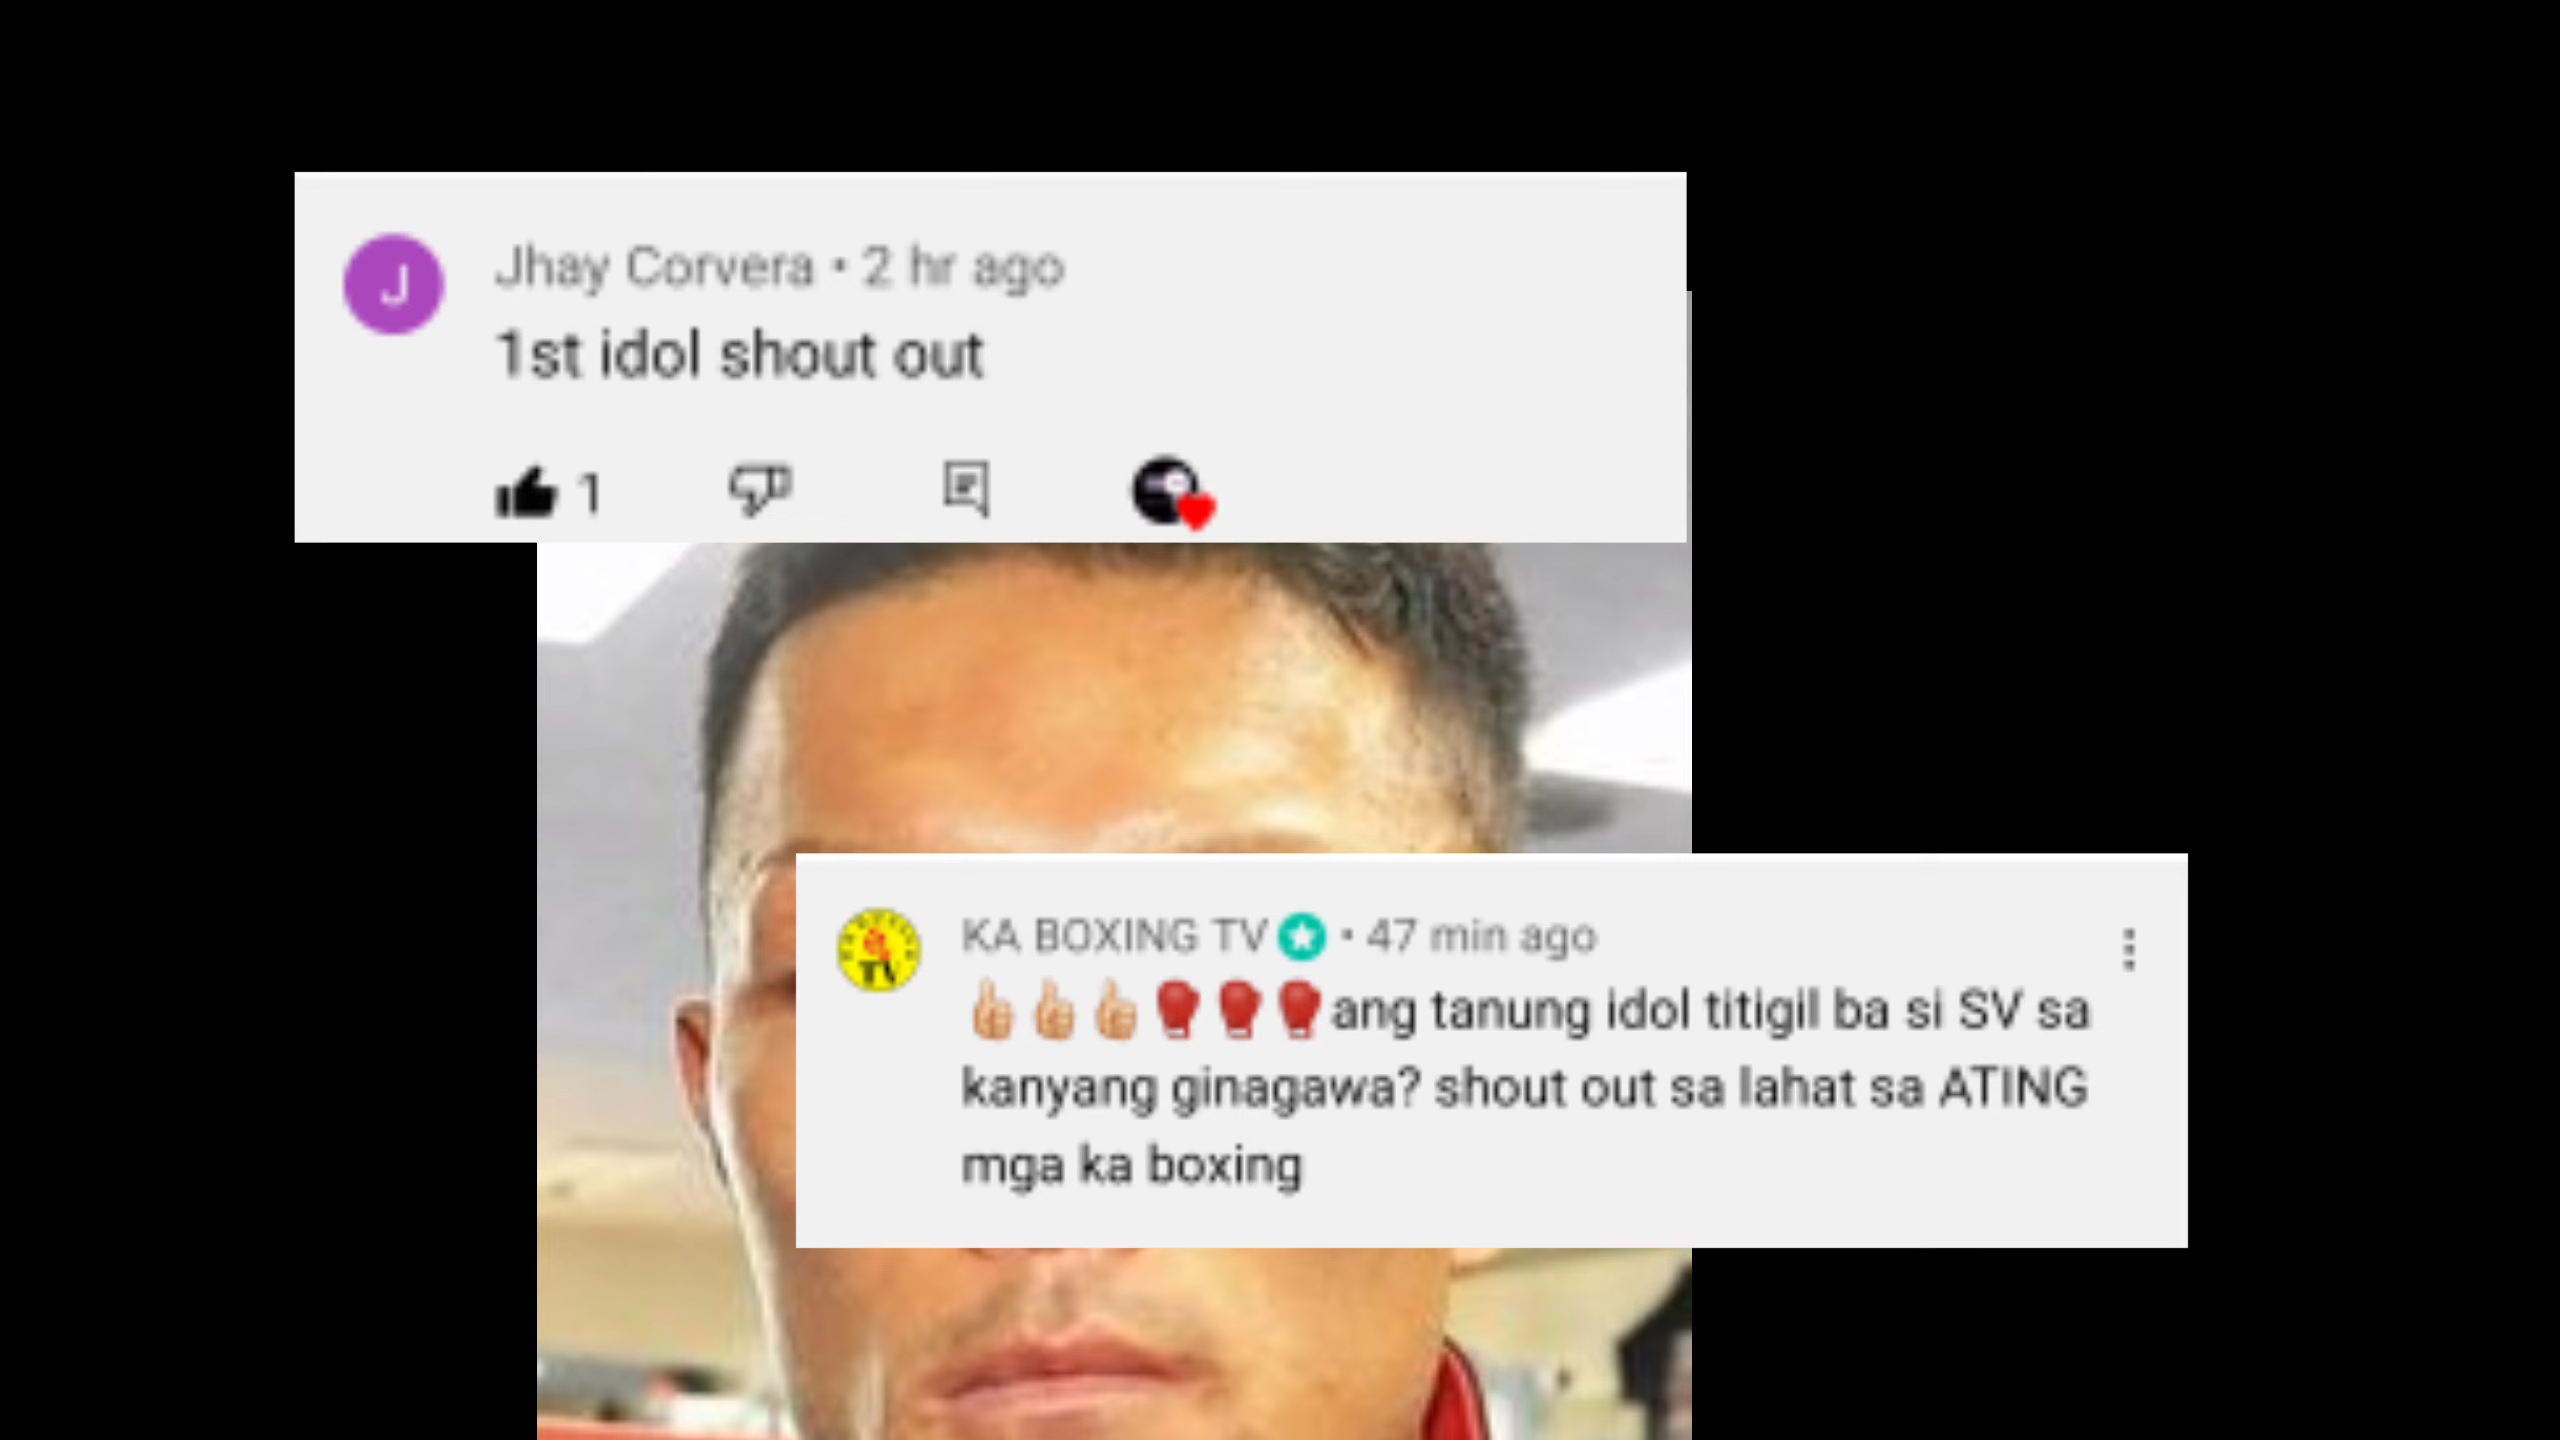 J
Jhay Corvera • 2 hr ago
1st idol shout out
1
TV
KA BOXING TV • 47 min ago
👍🏼👍🏼👍🏼🥊🥊🥊ang tanung idol titigil ba si SV sa
kanyang ginagawa? shout out sa lahat sa ATING
mga ka boxing